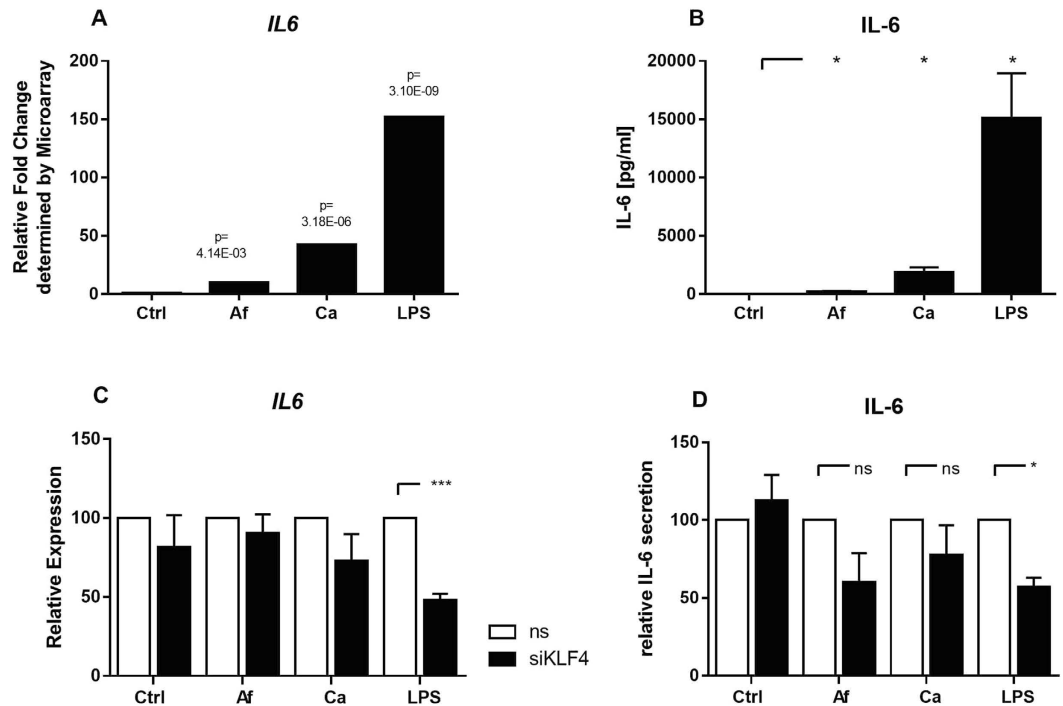 A
IL6
Relative Fold Change
determined by Microarray
200
150
100
50
0
p=
4.14E-03
p=
3.18E-06
p=
3.10E-09
Ctrl Af Ca LPS
B
IL-6
IL-6 [pg/ml]
20000
15000
10000
5000
0
* * *
Ctrl Af Ca LPS
C
IL6
Relative Expression
150
100
50
0
***
ns
siKLF4
Ctrl Af Ca LPS
D
IL-6
relative IL-6 secretion
150
100
50
0
ns ns *
Ctrl Af Ca LPS